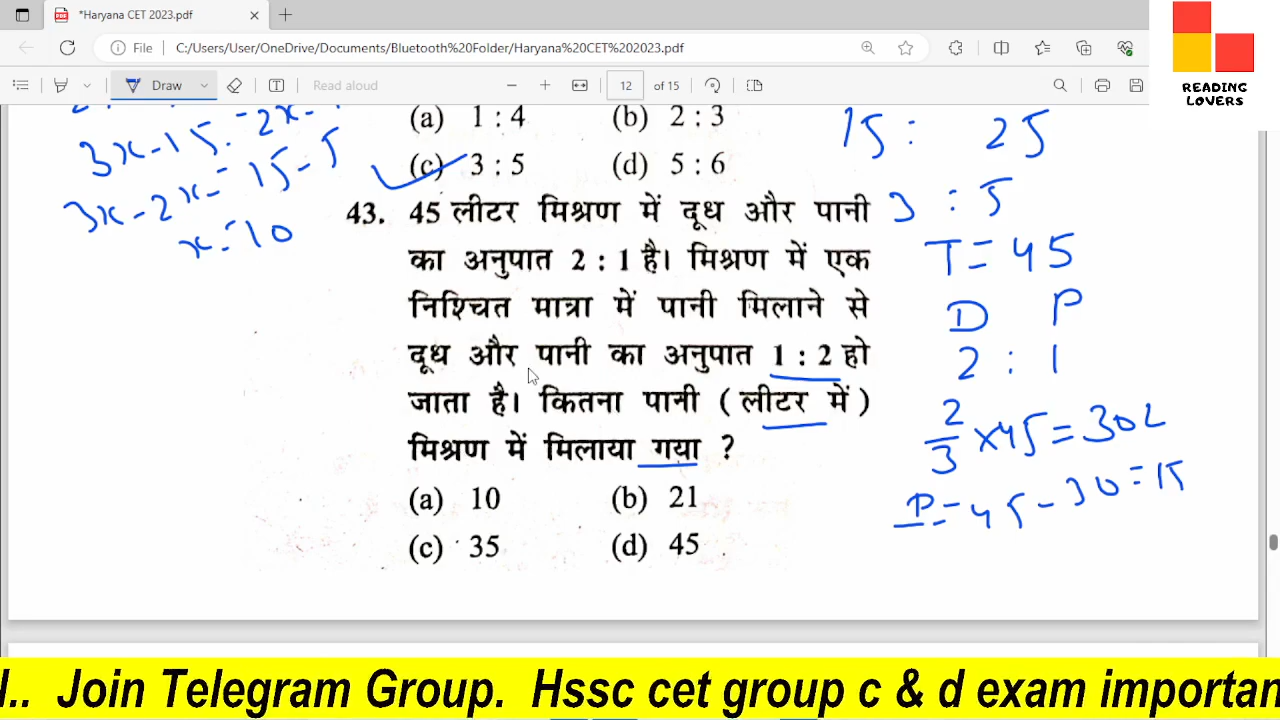 *Haryana CET 2023.pdf
File
C:/Users/User/OneDrive/Documents/Bluetooth%20Folder/Haryana%20CET%202023.pdf
Draw
Read aloud
12 of 15
READING
LOVERS
3x-15=2x-
3x-2x=15-5
x=10
(a) 1 : 4 (b) 2 : 3
(c) 3 : 5 (d) 5 : 6
43. 45 लीटर मिश्रण में दूध और पानी
का अनुपात 2 : 1 है। मिश्रण में एक
निश्चित मात्रा में पानी मिलाने से
दूध और पानी का अनुपात 1 : 2 हो
जाता है। कितना पानी (लीटर में)
मिश्रण में मिलाया गया ?
(a) 10 (b) 21
(c) 35 (d) 45
15 : 25
3 : 5
T = 45
D P
2 : 1
2/3 x45=30L
P=45-30=15
l.. Join Telegram Group. Hssc cet group c & d exam importan